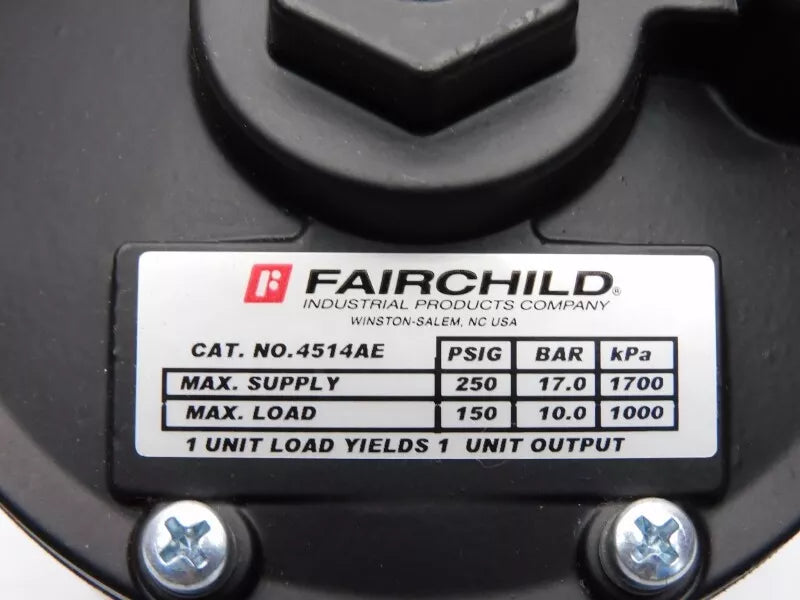 FAIRCHILD®
INDUSTRIAL PRODUCTS COMPANY
WINSTON-SALEM, NC USA
CAT. NO.4514AE PSIG BAR kPa
MAX. SUPPLY 250 17.0 1700
MAX. LOAD 150 10.0 1000
1 UNIT LOAD YIELDS 1 UNIT OUTPUT